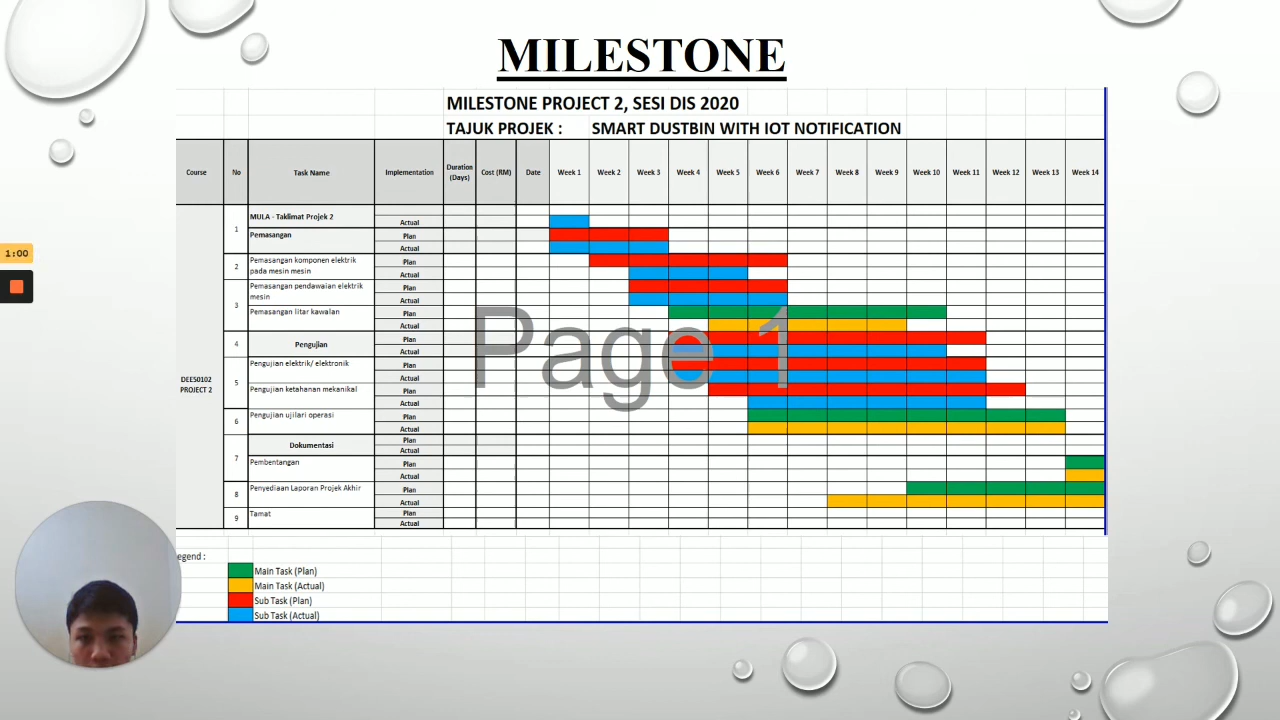 MILESTONE
MILESTONE PROJECT 2, SESI DIS 2020
TAJUK PROJEK : SMART DUSTBIN WITH IOT NOTIFICATION
Course No Task Name Implementation Duration (Days) Cost (RM) Date Week 1 Week 2 Week 3 Week 4 Week 5 Week 6 Week 7 Week 8 Week 9 Week 10 Week 11 Week 12 Week 13 Week 14
DEES0102
PROJECT 2
1
MULA - Taklimat Projek 2
Actual
Pemasangan
Plan
Actual
2
Pemasangan komponen elektrik
pada mesin mesin
Plan
Actual
3
Pemasangan pendawaian elektrik
mesin
Plan
Actual
Pemasangan litar kawalan
Plan
Actual
4
Pengujian
Plan
Actual
5
Pengujian elektrik/ elektronik
Plan
Actual
Pengujian ketahanan mekanikal
Plan
Actual
6
Pengujian ujilari operasi
Plan
Actual
7
Dokumentasi
Plan
Actual
Pembentangan
Plan
Actual
8
Penyediaan Laporan Projek Akhir
Plan
Actual
9
Tamat
Plan
Actual
Page 1
1:00
egend :
Main Task (Plan)
Main Task (Actual)
Sub Task (Plan)
Sub Task (Actual)